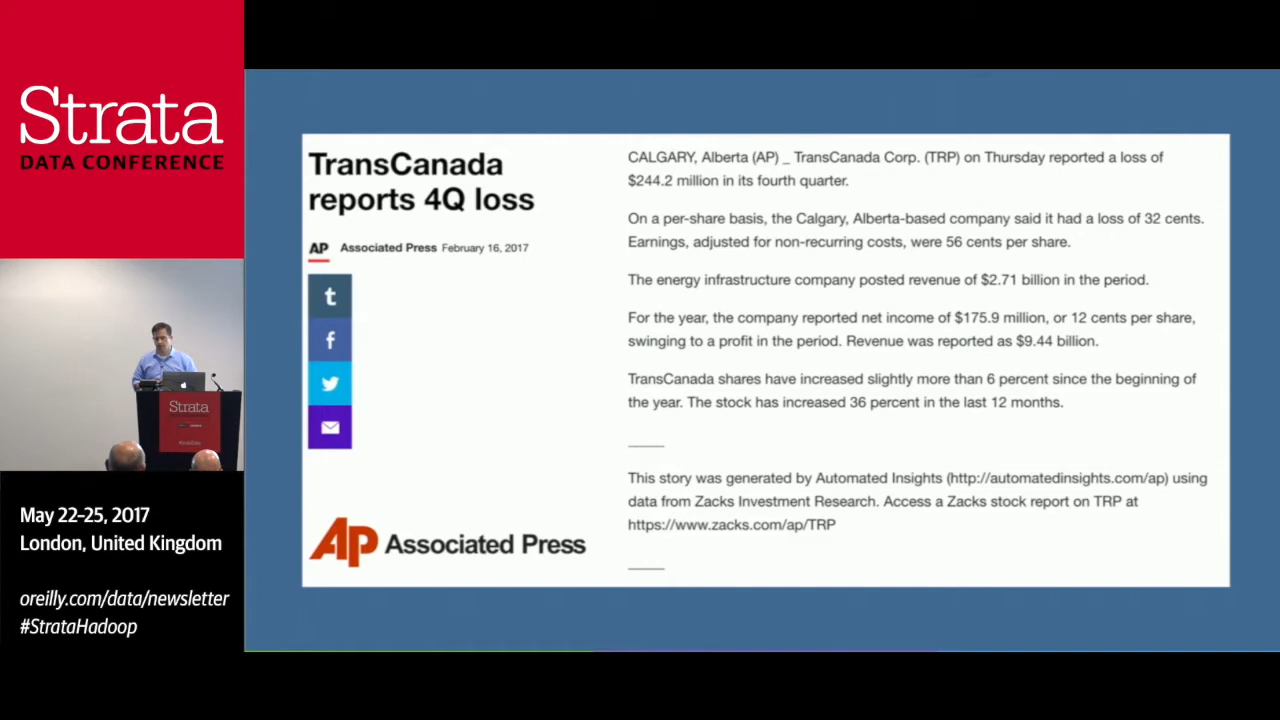 Strata
DATA CONFERENCE
Strata
May 22-25, 2017
London, United Kingdom
oreilly.com/data/newsletter
#StrataHadoop
TransCanada
reports 4Q loss
AP Associated Press February 16, 2017
t
f
AP Associated Press
CALGARY, Alberta (AP) _ TransCanada Corp. (TRP) on Thursday reported a loss of
$244.2 million in its fourth quarter.
On a per-share basis, the Calgary, Alberta-based company said it had a loss of 32 cents.
Earnings, adjusted for non-recurring costs, were 56 cents per share.
The energy infrastructure company posted revenue of $2.71 billion in the period.
For the year, the company reported net income of $175.9 million, or 12 cents per share,
swinging to a profit in the period. Revenue was reported as $9.44 billion.
TransCanada shares have increased slightly more than 6 percent since the beginning of
the year. The stock has increased 36 percent in the last 12 months.
This story was generated by Automated Insights (http://automatedinsights.com/ap) using
data from Zacks Investment Research. Access a Zacks stock report on TRP at
https://www.zacks.com/ap/TRP